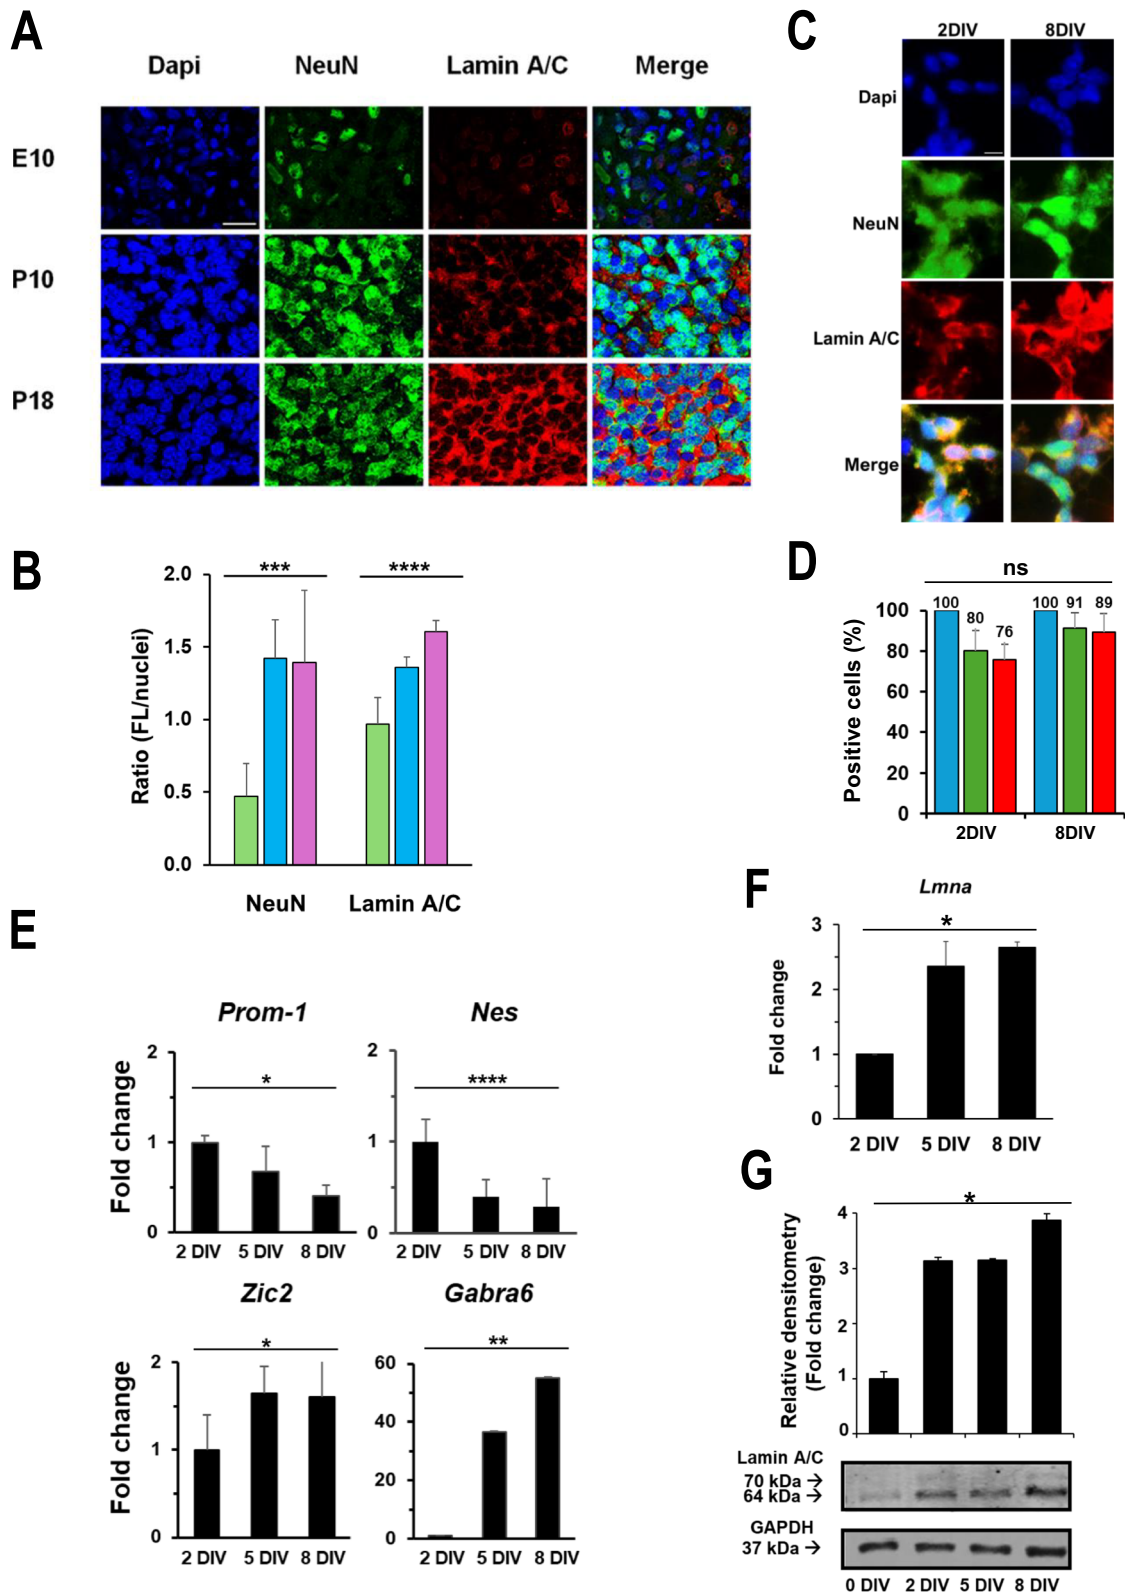 A
Dapi NeuN Lamin A/C Merge
E10
P10
P18
B
2.0
1.5
1.0
0.5
0.0
Ratio (FL/nuclei)
*** ****
NeuN Lamin A/C
C
2DIV 8DIV
Dapi
NeuN
Lamin A/C
Merge
D
ns
Positive cells (%)
100
80
60
40
20
0
100 80 76 100 91 89
2DIV 8DIV
E
Prom-1
Fold change
2
1
0
*
2 DIV 5 DIV 8 DIV
Nes
2
1
0
****
2 DIV 5 DIV 8 DIV
Zic2
Fold change
2
1
0
*
2 DIV 5 DIV 8 DIV
Gabra6
60
40
20
0
**
2 DIV 5 DIV 8 DIV
F
Lmna
Fold change
3
2
1
0
*
2 DIV 5 DIV 8 DIV
G
Relative densitometry
(Fold change)
4
3
2
1
0
*
Lamin A/C
70 kDa →
64 kDa →
GAPDH
37 kDa →
0 DIV 2 DIV 5 DIV 8 DIV